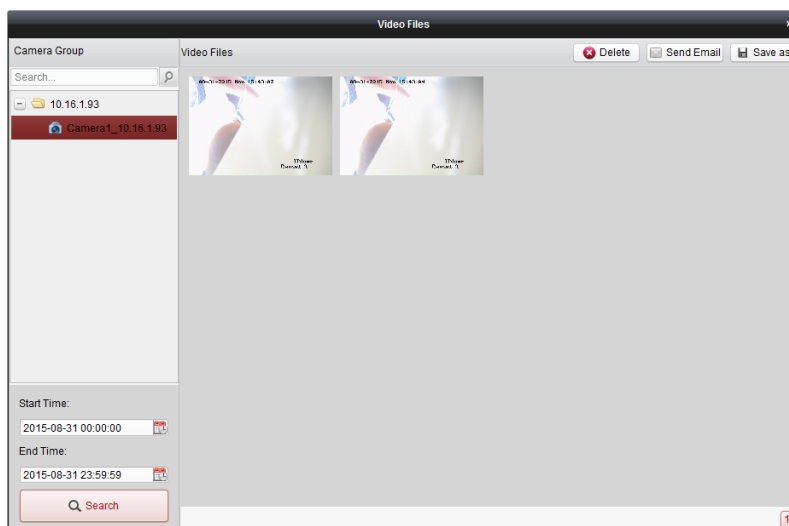 Video Files
Camera Group
Video Files
Delete
Send Email
Save as
Search...
10.16.1.93
Camera1_10.16.1.93
Start Time:
2015-08-31 00:00:00
End Time:
2015-08-31 23:59:59
Search
1